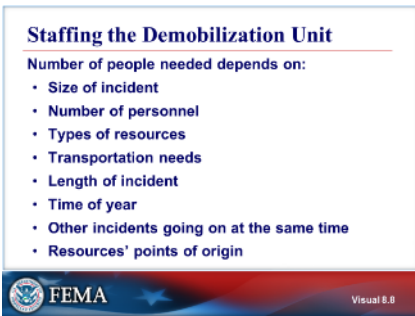 Staffing the Demobilization Unit
Number of people needed depends on:
• Size of incident
• Number of personnel
• Types of resources
• Transportation needs
• Length of incident
• Time of year
• Other incidents going on at the same time
• Resources' points of origin
FEMA
Visual 8.8